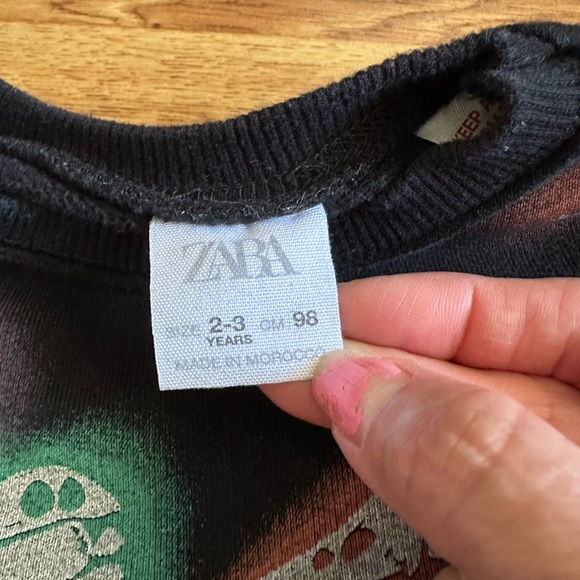 KEEP A
ZARA
SIZE 2-3 CM 98
YEARS
MADE IN MOROCCO